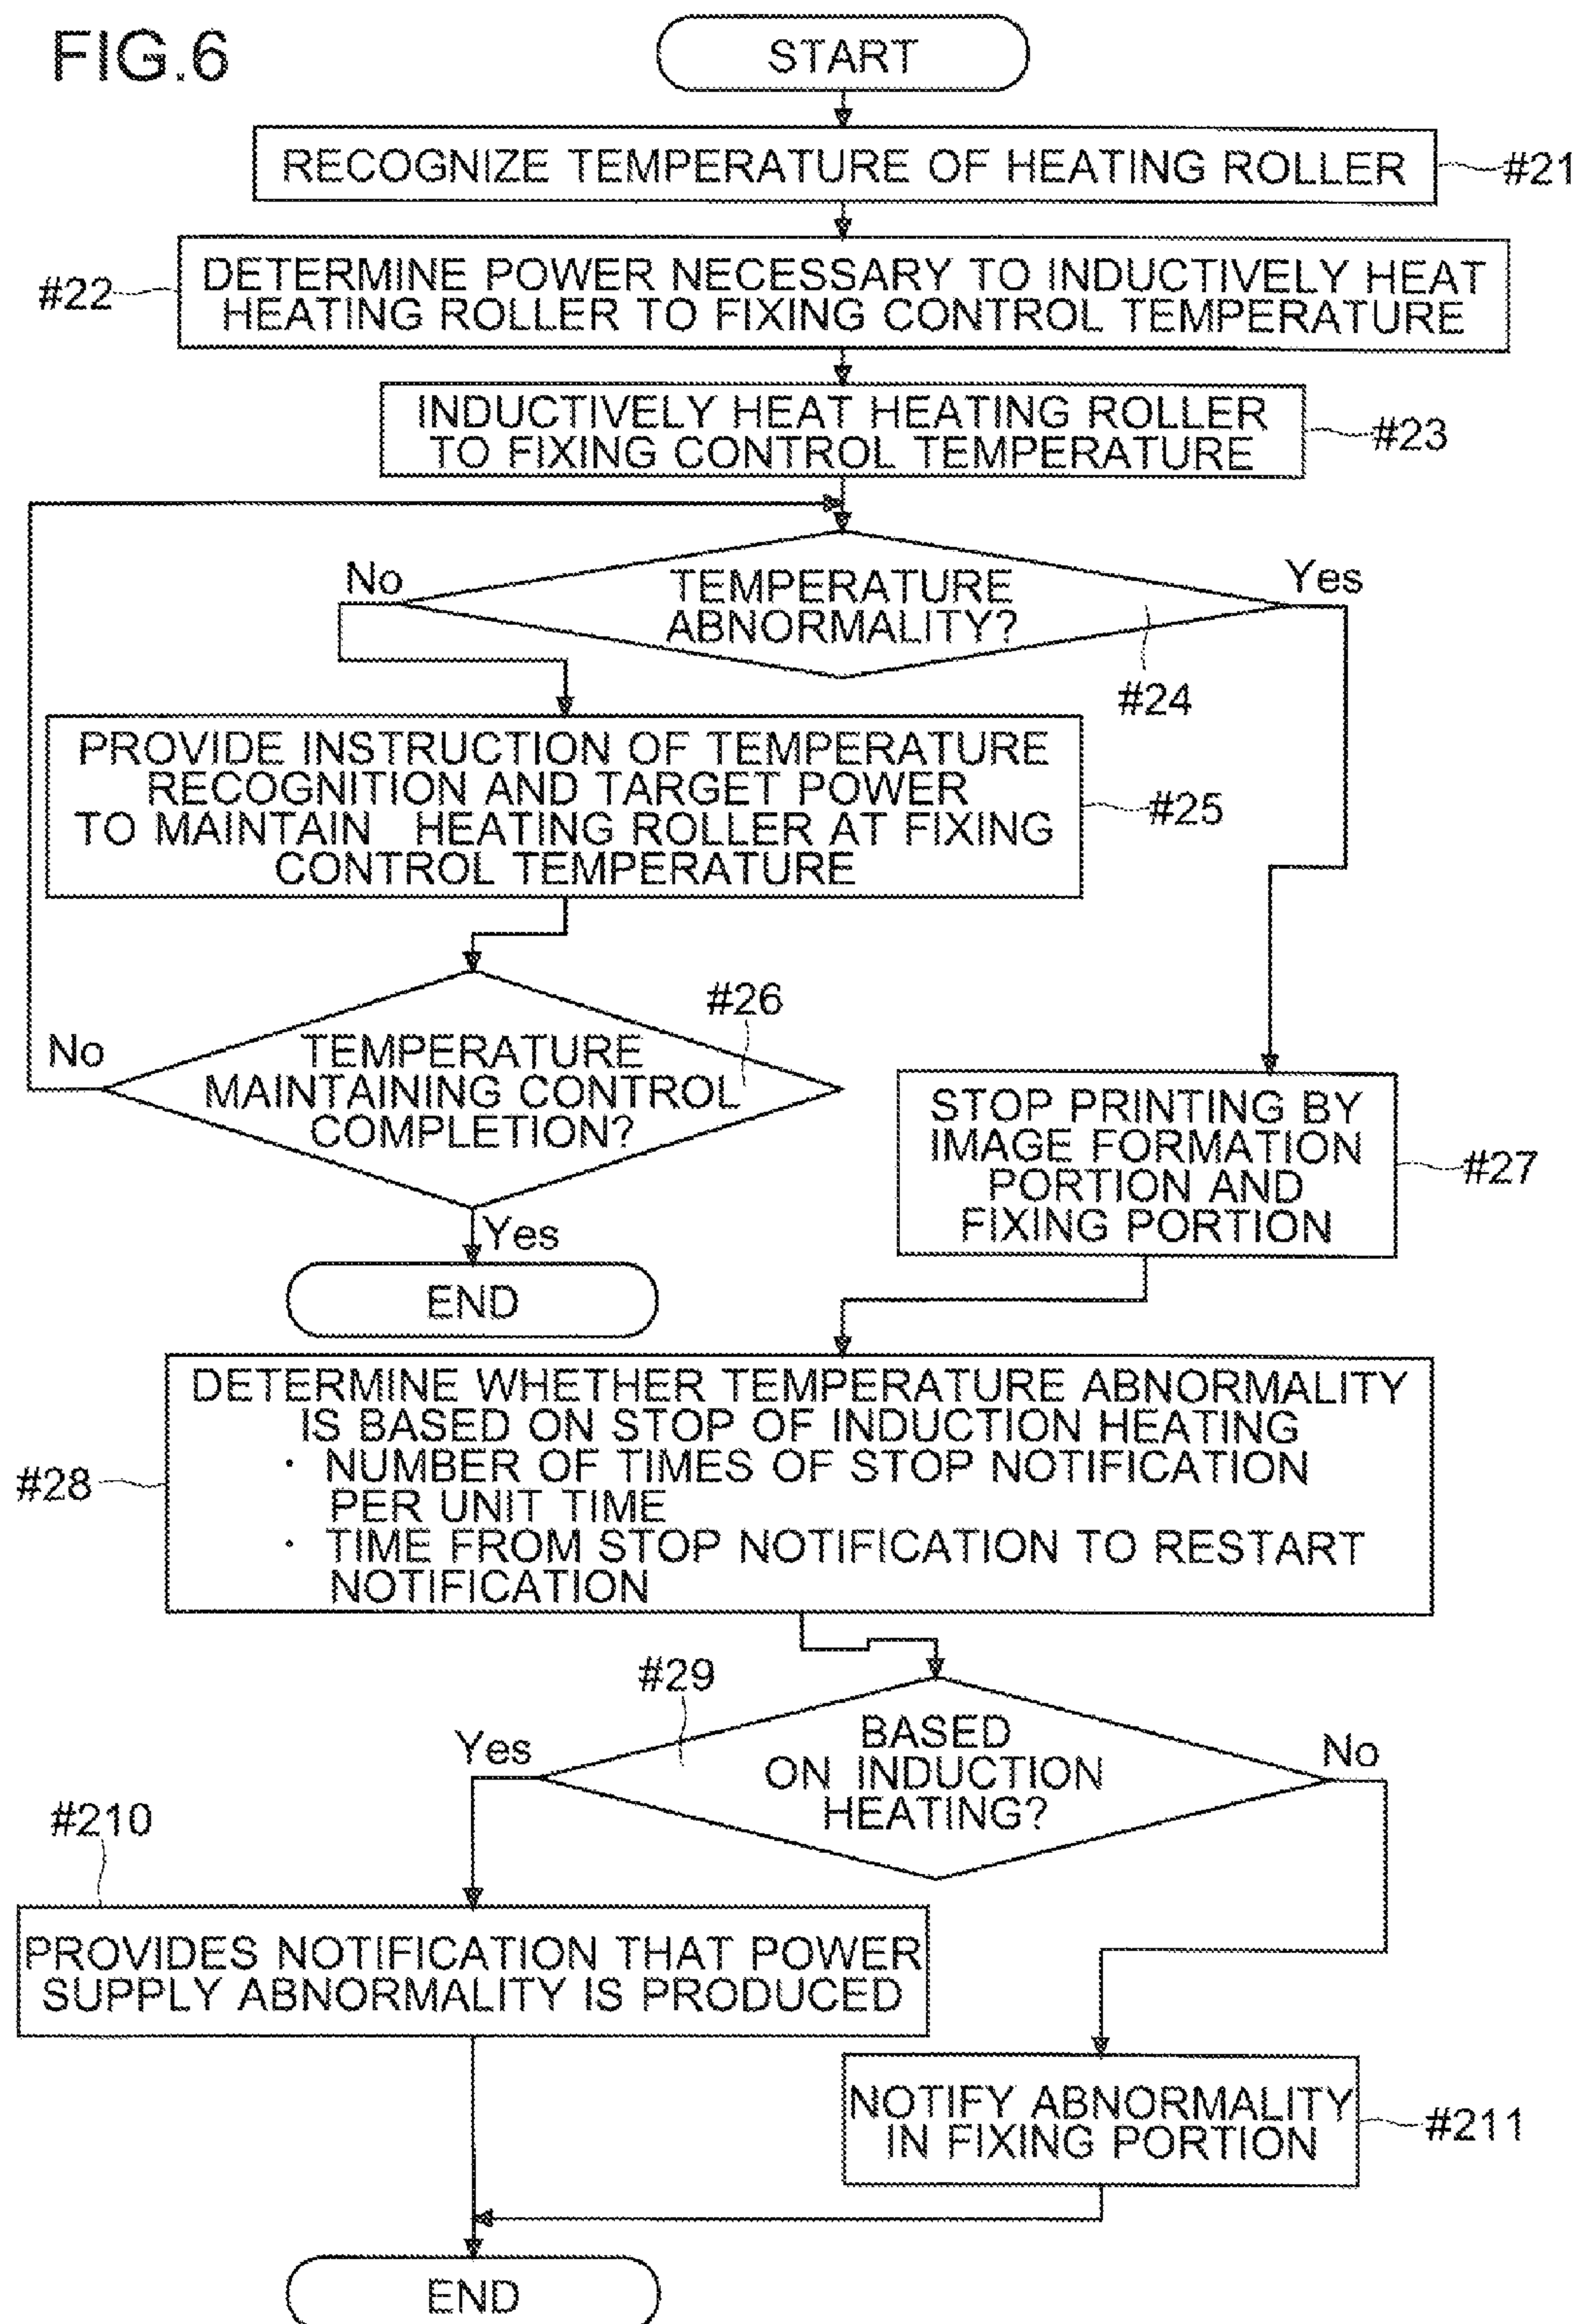 FIG.6
START
RECOGNIZE TEMPERATURE OF HEATING ROLLER
#21
#22
DETERMINE POWER NECESSARY TO INDUCTIVELY HEAT
HEATING ROLLER TO FIXING CONTROL TEMPERATURE
INDUCTIVELY HEAT HEATING ROLLER
TO FIXING CONTROL TEMPERATURE
#23
No
TEMPERATURE
ABNORMALITY?
Yes
#24
PROVIDE INSTRUCTION OF TEMPERATURE
RECOGNITION AND TARGET POWER
TO MAINTAIN HEATING ROLLER AT FIXING
CONTROL TEMPERATURE
#25
#26
No
TEMPERATURE
MAINTAINING CONTROL
COMPLETION?
Yes
END
STOP PRINTING BY
IMAGE FORMATION
PORTION AND
FIXING PORTION
#27
#28
DETERMINE WHETHER TEMPERATURE ABNORMALITY
IS BASED ON STOP OF INDUCTION HEATING
・ NUMBER OF TIMES OF STOP NOTIFICATION
PER UNIT TIME
・ TIME FROM STOP NOTIFICATION TO RESTART
NOTIFICATION
#29
Yes
BASED
ON INDUCTION
HEATING?
No
#210
PROVIDES NOTIFICATION THAT POWER
SUPPLY ABNORMALITY IS PRODUCED
NOTIFY ABNORMALITY
IN FIXING PORTION
#211
END